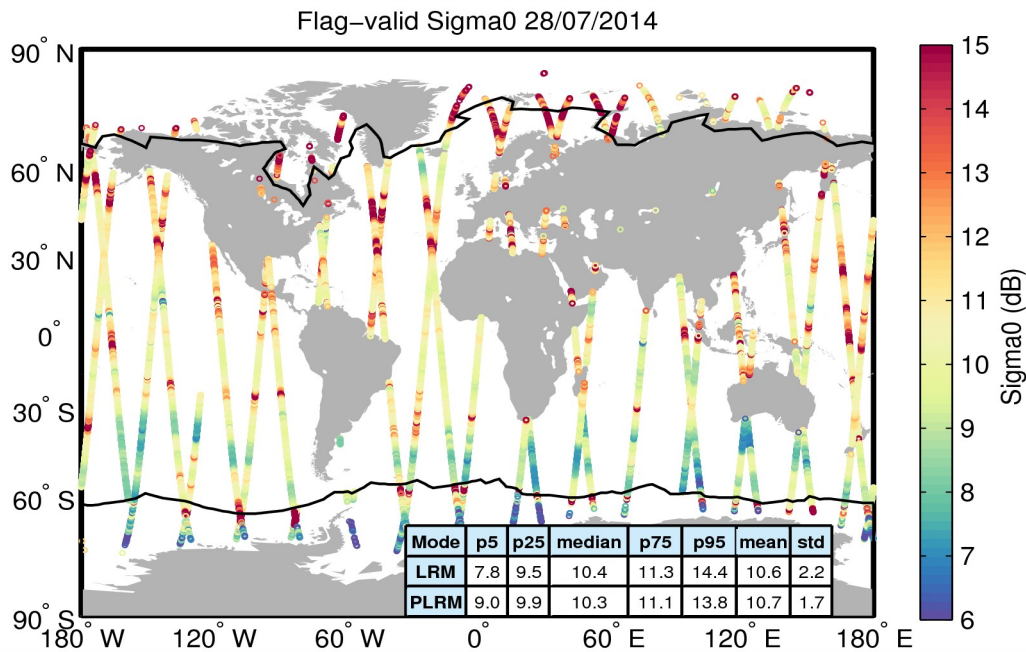 Flag−valid Sigma0 28/07/2014
90° N
60° N
30° N
0°
30° S
60° S
90° S
180° W
120° W
60° W
0°
60° E
120° E
180° E
15
14
13
12
11
10
9
8
7
6
Sigma0 (dB)
Mode p5 p25 median p75 p95 mean std
LRM 7.8 9.5 10.4 11.3 14.4 10.6 2.2
PLRM 9.0 9.9 10.3 11.1 13.8 10.7 1.7